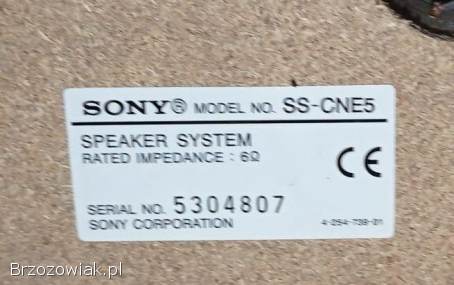 SONY® MODEL NO. SS-CNE5
SPEAKER SYSTEM
RATED IMPEDANCE : 6Ω
CE
SERIAL NO. 5304807
SONY CORPORATION
4-254-739-01
Brzozowiak.pl